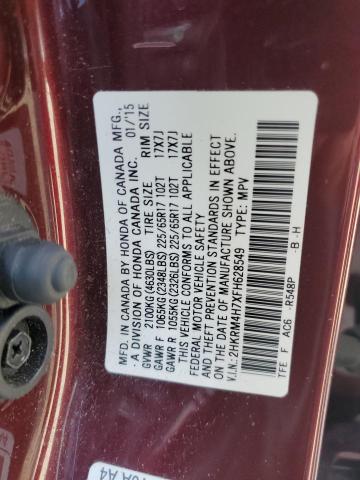 MFD. IN CANADA BY HONDA OF CANADA MFG.,
A DIVISION OF HONDA CANADA INC. 01/15
GVWR 2100KG(4630LBS) TIRE SIZE RIM SIZE
GAWR F 1065KG(2348LBS) 225/65R17 102T 17X7J
GAWR R 1055KG(2326LBS) 225/65R17 102T 17X7J
THIS VEHICLE CONFORMS TO ALL APPLICABLE
FEDERAL MOTOR VEHICLE SAFETY
AND THEFT PREVENTION STANDARDS IN EFFECT
ON THE DATE OF MANUFACTURE SHOWN ABOVE.
V.I.N.: 2HKRM4H7XFH628549 TYPE: MPV
TFE F AC6 -R548P -B-H